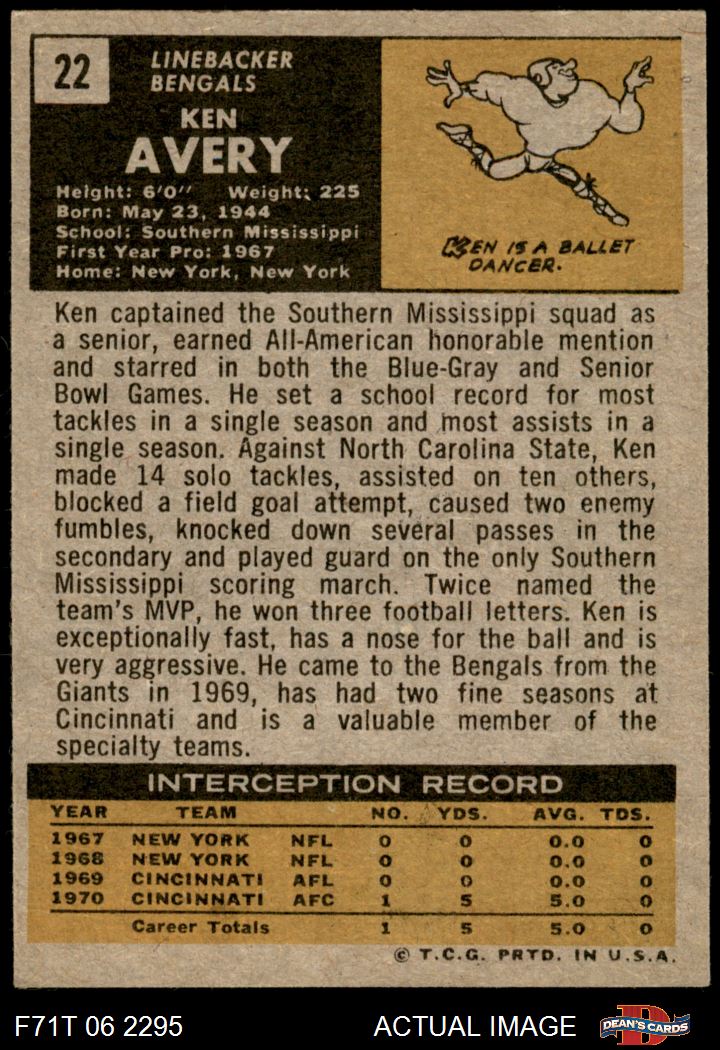 22
LINEBACKER
BENGALS
KEN
AVERY
Height: 6'0" Weight: 225
Born: May 23, 1944
School: Southern Mississippi
First Year Pro: 1967
Home: New York, New York
KEN IS A BALLET
DANCER.
Ken captained the Southern Mississippi squad as
a senior, earned All-American honorable mention
and starred in both the Blue-Gray and Senior
Bowl Games. He set a school record for most
tackles in a single season and most assists in a
single season. Against North Carolina State, Ken
made 14 solo tackles, assisted on ten others,
blocked a field goal attempt, caused two enemy
fumbles, knocked down several passes in the
secondary and played guard on the only Southern
Mississippi scoring march. Twice named the
team's MVP, he won three football letters. Ken is
exceptionally fast, has a nose for the ball and is
very aggressive. He came to the Bengals from the
Giants in 1969, has had two fine seasons at
Cincinnati and is a valuable member of the
specialty teams.
INTERCEPTION RECORD
YEAR TEAM NO. YDS. AVG. TDS.
1967 NEW YORK NFL 0 0 0.0 0
1968 NEW YORK NFL 0 0 0.0 0
1969 CINCINNATI AFL 0 0 0.0 0
1970 CINCINNATI AFC 1 5 5.0 0
Career Totals 1 5 5.0 0
© T.C.G. PRTD. IN U.S.A.
F71T 06 2295 ACTUAL IMAGE D DEAN'S CARDS